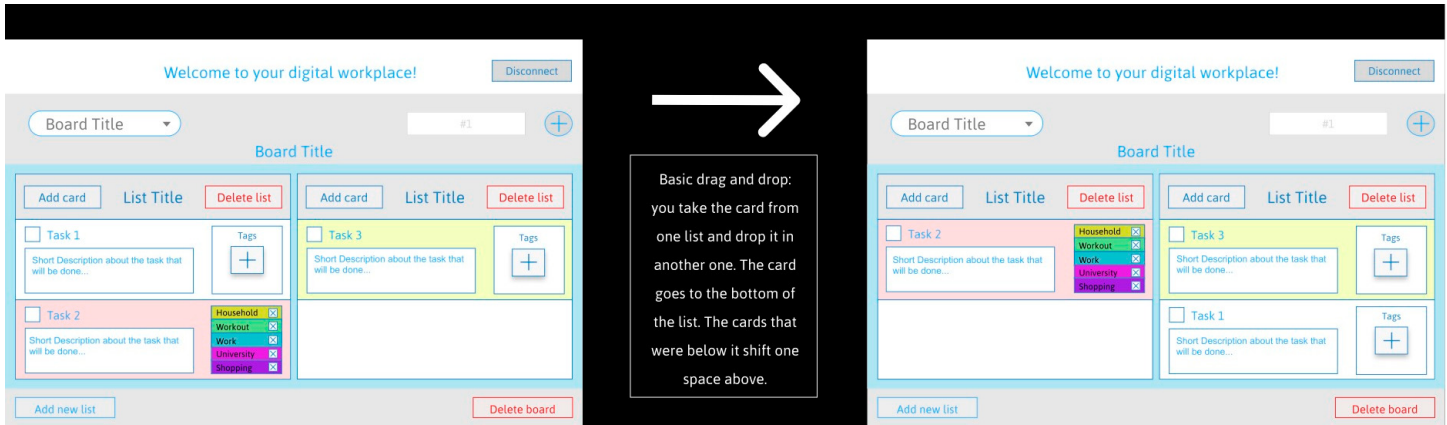 Welcome to your digital workplace!
Disconnect
Board Title
#1
Board Title
Add card
List Title
Delete list
Add card
List Title
Delete list
Task 1
Tags
Short Description about the task that
will be done...
Task 3
Tags
Short Description about the task that
will be done...
Task 2
Household
Workout
Work
University
Shopping
Short Description about the task that
will be done...
Add new list
Delete board
Basic drag and drop:
you take the card from
one list and drop it in
another one. The card
goes to the bottom of
the list. The cards that
were below it shift one
space above.
Welcome to your digital workplace!
Disconnect
Board Title
#1
Board Title
Add card
List Title
Delete list
Add card
List Title
Delete list
Task 2
Household
Workout
Work
University
Shopping
Short Description about the task that
will be done...
Task 3
Tags
Short Description about the task that
will be done...
Task 1
Tags
Short Description about the task that
will be done...
Add new list
Delete board